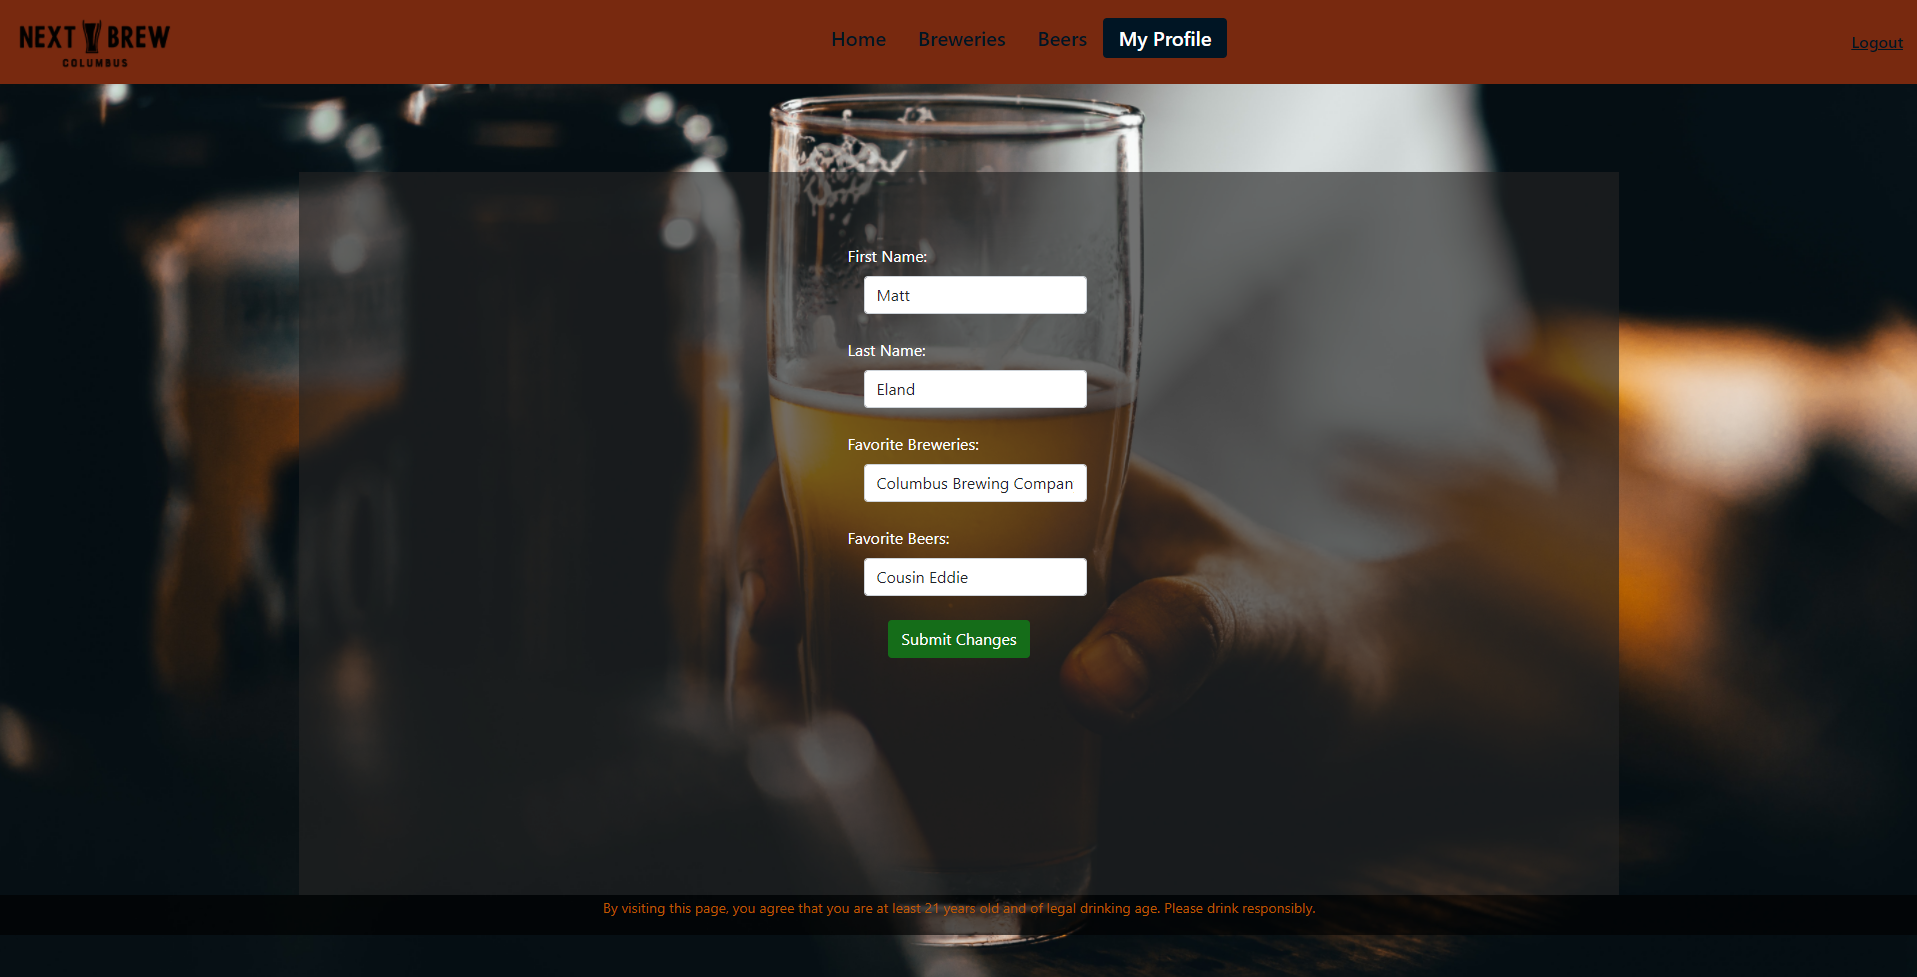 NEXT BREW
COLUMBUS
Home Breweries Beers My Profile
Logout
First Name:
Matt
Last Name:
Eland
Favorite Breweries:
Columbus Brewing Compan
Favorite Beers:
Cousin Eddie
Submit Changes
By visiting this page, you agree that you are at least 21 years old and of legal drinking age. Please drink responsibly.